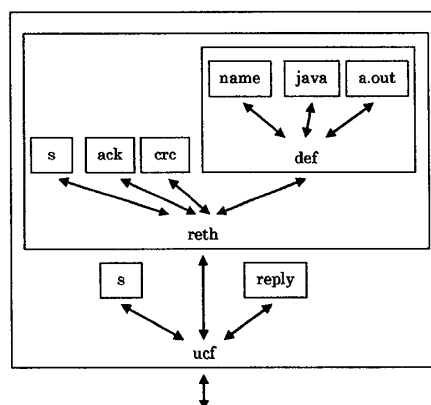 name java a.out
def
s ack crc
reth
s reply
ucf